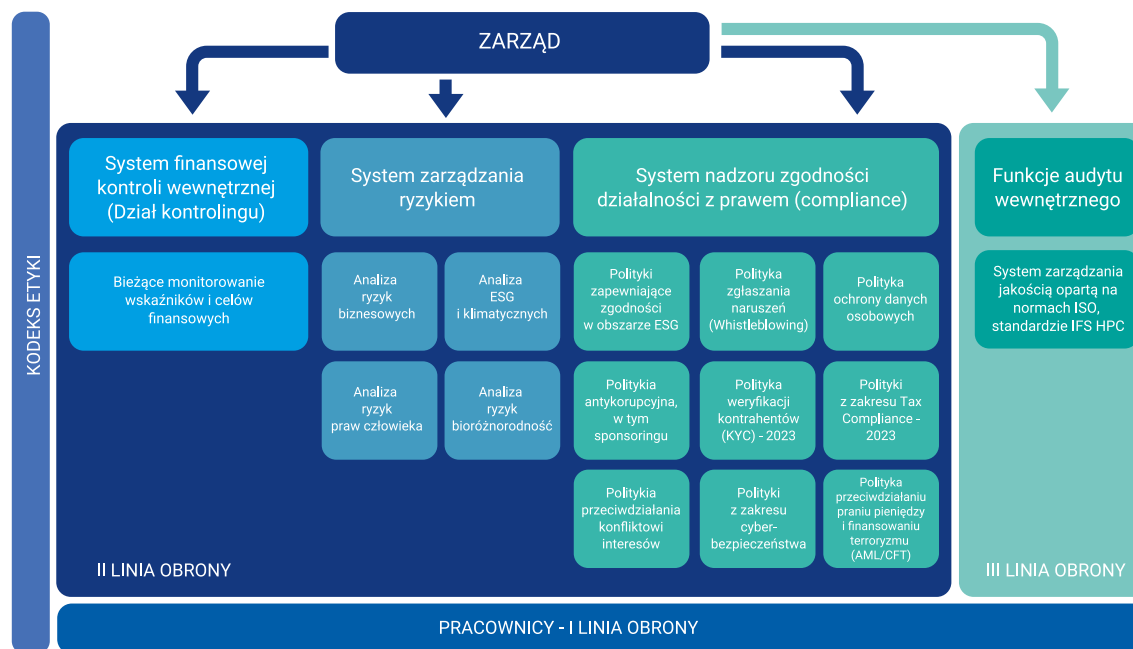 ZARZĄD
KODEKS ETYKI
System finansowej
kontroli wewnętrznej
(Dział kontrolingu)
Bieżące monitorowanie
wskaźników i celów
finansowych
System zarządzania
ryzykiem
Analiza
ryzyk
biznesowych
Analiza
ESG
i klimatycznych
Analiza
ryzyk
praw człowieka
Analiza
ryzyk
bioróżnorodność
System nadzoru zgodności
działalności z prawem (compliance)
Polityki
zapewniające
zgodności
w obszarze ESG
Polityka
zgłaszania
naruszeń
(Whistleblowing)
Polityka
ochrony danych
osobowych
Politykia
antykorupcyjna,
w tym
sponsoringu
Polityka
weryfikacji
kontrahentów
(KYC) - 2023
Polityki
z zakresu Tax
Compliance -
2023
Politykia
przeciwdziałania
konfliktowi
interesów
Polityki
z zakresu
cyber-
bezpieczeństwa
Polityka
przeciwdziałaniu
praniu pieniędzy
i finansowaniu
terroryzmu
(AML/CFT)
II LINIA OBRONY
Funkcje audytu
wewnętrznego
System zarządzania
jakością opartą na
normach ISO,
standardzie IFS HPC
III LINIA OBRONY
PRACOWNICY - I LINIA OBRONY